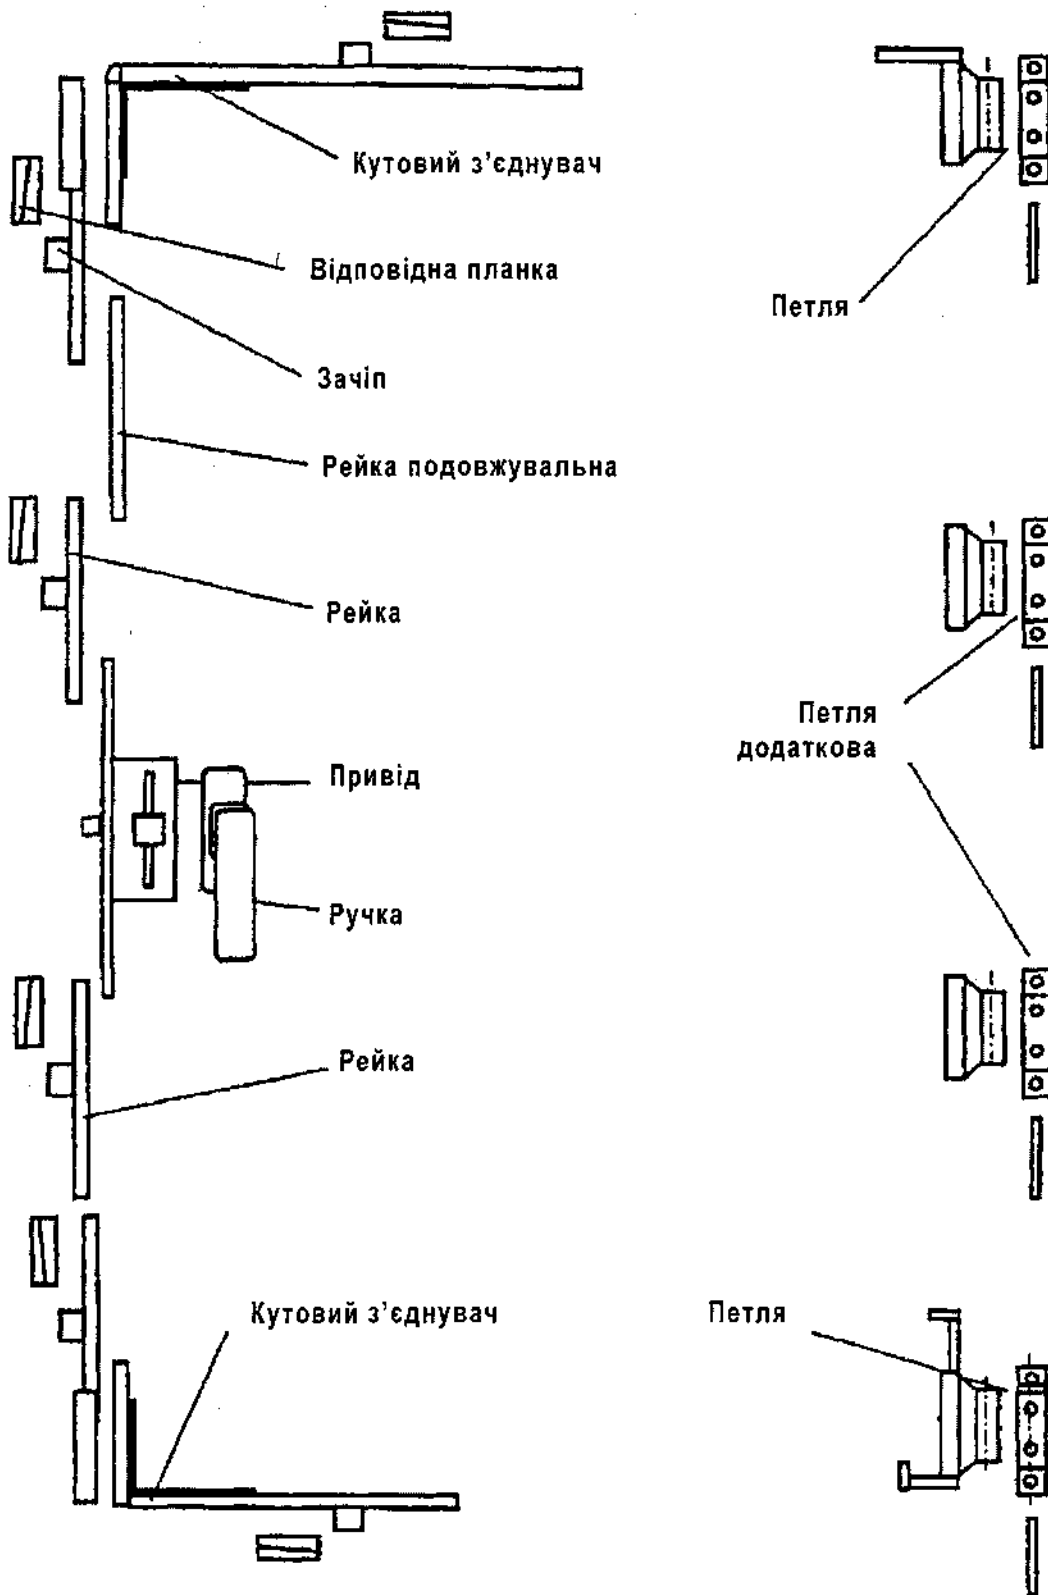 Кутовий з’єднувач
Відповідна планка
Петля
Зачіп
Рейка подовжувальна
Рейка
Петля
додаткова
Привід
Ручка
Рейка
Кутовий з’єднувач
Петля